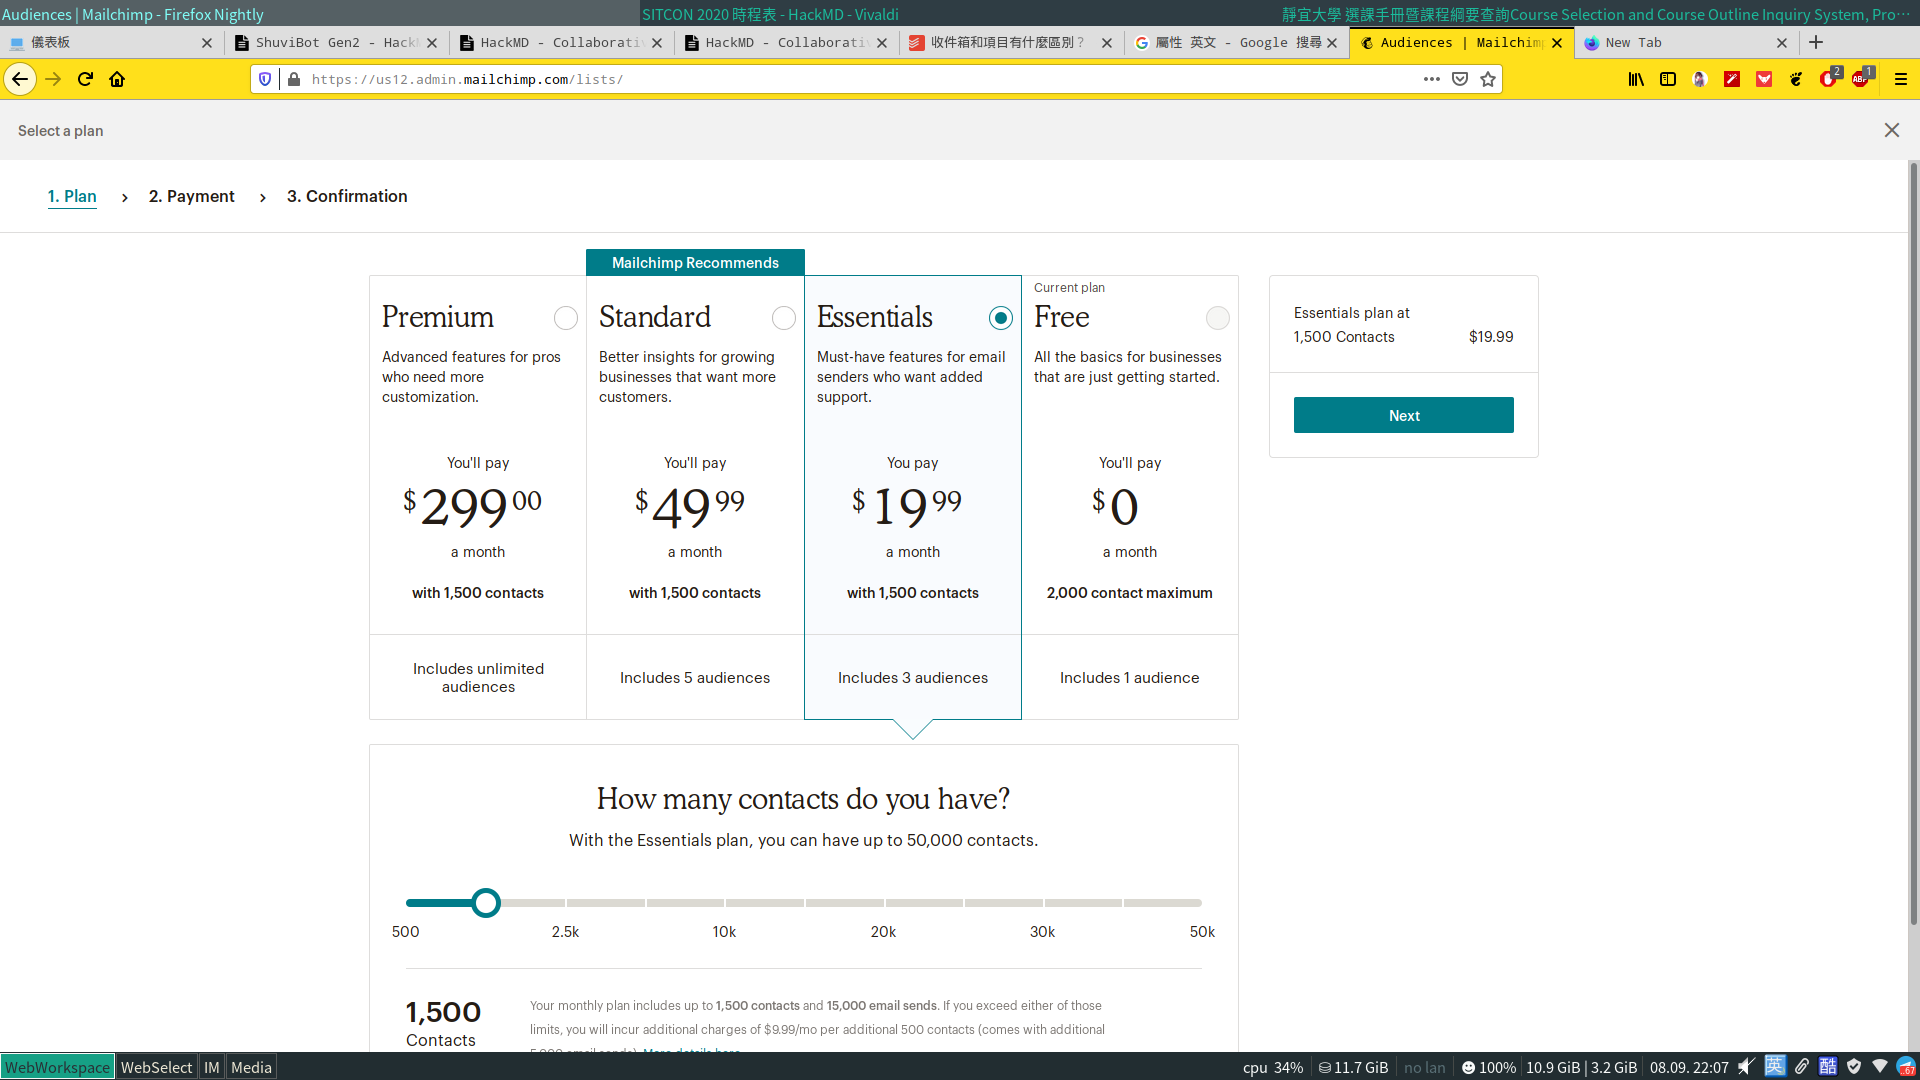 Audiences | Mailchimp - Firefox Nightly
SITCON 2020 時程表 - HackMD - Vivaldi
靜宜大學 選課手冊暨課程綱要查詢Course Selection and Course Outline Inquiry System, Pro…
儀表板
ShuviBot Gen2 - Hack
HackMD - Collaborati
HackMD - Collaborati
收件箱和項目有什麼區別?
屬性 英文 - Google 搜尋
Audiences | Mailchimp
New Tab
https://us12.admin.mailchimp.com/lists/
2
1
ABP
Select a plan
1. Plan > 2. Payment > 3. Confirmation
Mailchimp Recommends
Premium
Advanced features for pros
who need more
customization.
You'll pay
$299 00
a month
with 1,500 contacts
Includes unlimited
audiences
Standard
Better insights for growing
businesses that want more
customers.
You'll pay
$49 99
a month
with 1,500 contacts
Includes 5 audiences
Essentials
Must-have features for email
senders who want added
support.
You pay
$19 99
a month
with 1,500 contacts
Includes 3 audiences
Current plan
Free
All the basics for businesses
that are just getting started.
You'll pay
$0
a month
2,000 contact maximum
Includes 1 audience
Essentials plan at
1,500 Contacts $19.99
Next
How many contacts do you have?
With the Essentials plan, you can have up to 50,000 contacts.
500 2.5k 10k 20k 30k 50k
1,500
Contacts
Your monthly plan includes up to 1,500 contacts and 15,000 email sends. If you exceed either of those
limits, you will incur additional charges of $9.99/mo per additional 500 contacts (comes with additional
5,000 email sends). More details here
WebWorkspace WebSelect IM Media
cpu 34% 11.7 GiB no lan 100% 10.9 GiB | 3.2 GiB 08.09. 22:07 英 酷 67